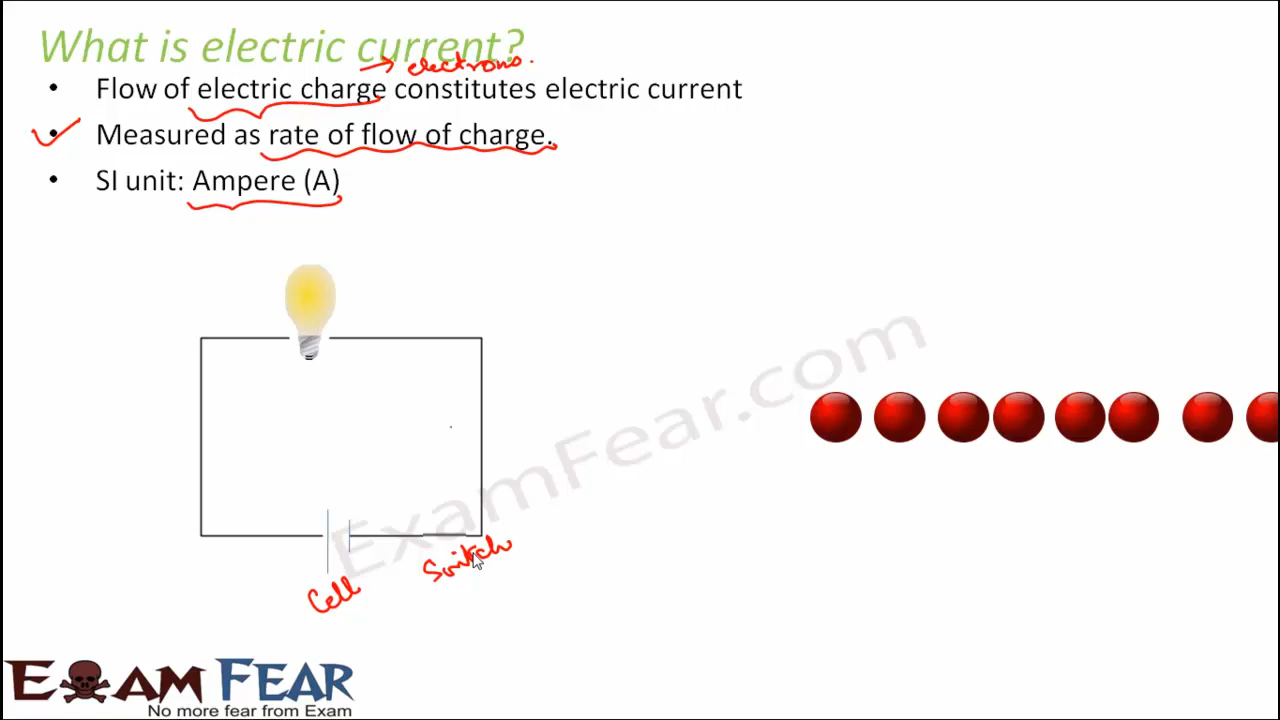 What is electric current?
→ electrons.
• Flow of electric charge constitutes electric current
• Measured as rate of flow of charge.
• SI unit: Ampere (A)
ExamFear.com
Switch
Cell
EXAM FEAR
No more fear from Exam